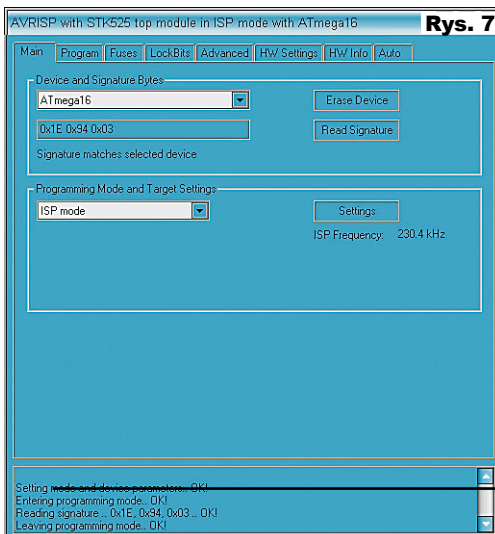 AVRISP with STK525 top module in ISP mode with ATmega16
Rys. 7
Main Program Fuses LockBits Advanced HW Settings HW Info Auto
Device and Signature Bytes
ATmega16
Erase Device
0x1E 0x94 0x03
Read Signature
Signature matches selected device
Programming Mode and Target Settings
ISP mode
Settings
ISP Frequency: 230.4 kHz
Setting mode and device parameters.. OK!
Entering programming mode.. OK!
Reading signature .. 0x1E, 0x94, 0x03 .. OK!
Leaving programming mode.. OK!